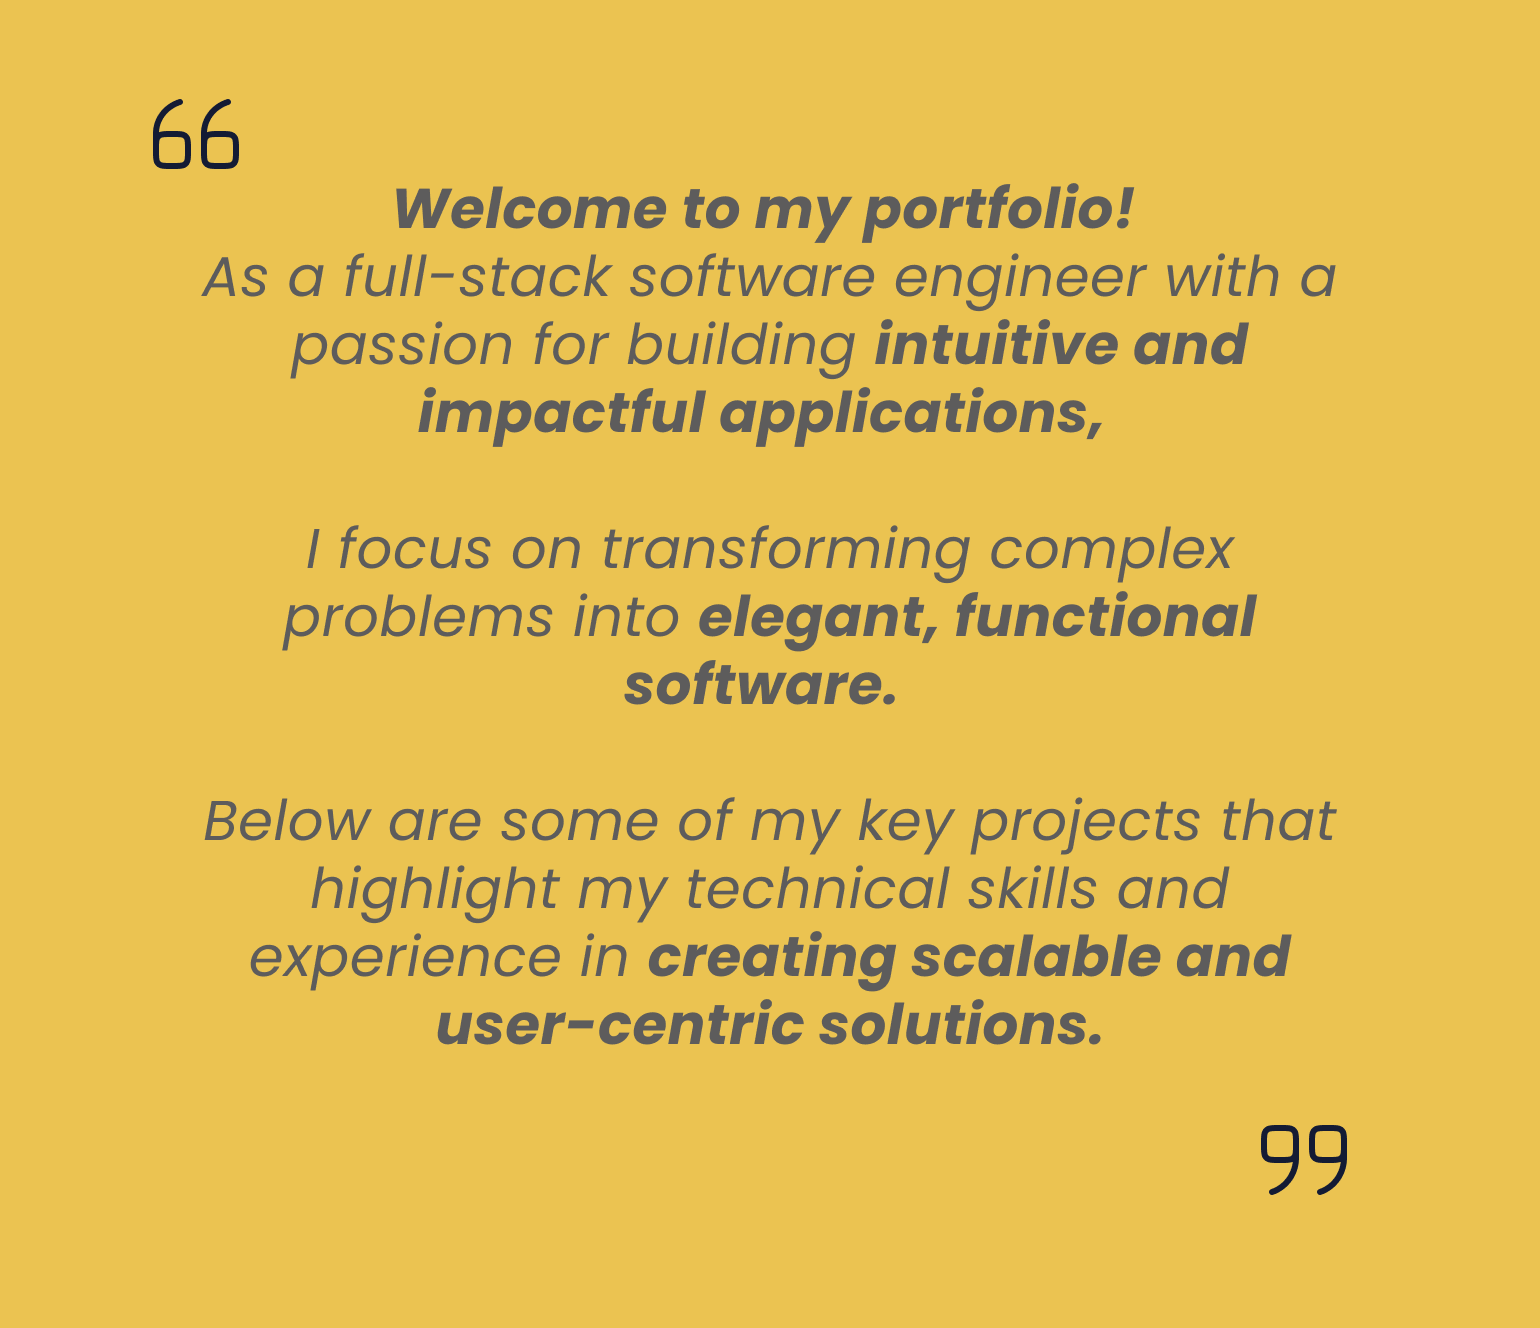 “
Welcome to my portfolio!
As a full-stack software engineer with a
passion for building intuitive and
impactful applications,
I focus on transforming complex
problems into elegant, functional
software.
Below are some of my key projects that
highlight my technical skills and
experience in creating scalable and
user-centric solutions.
”